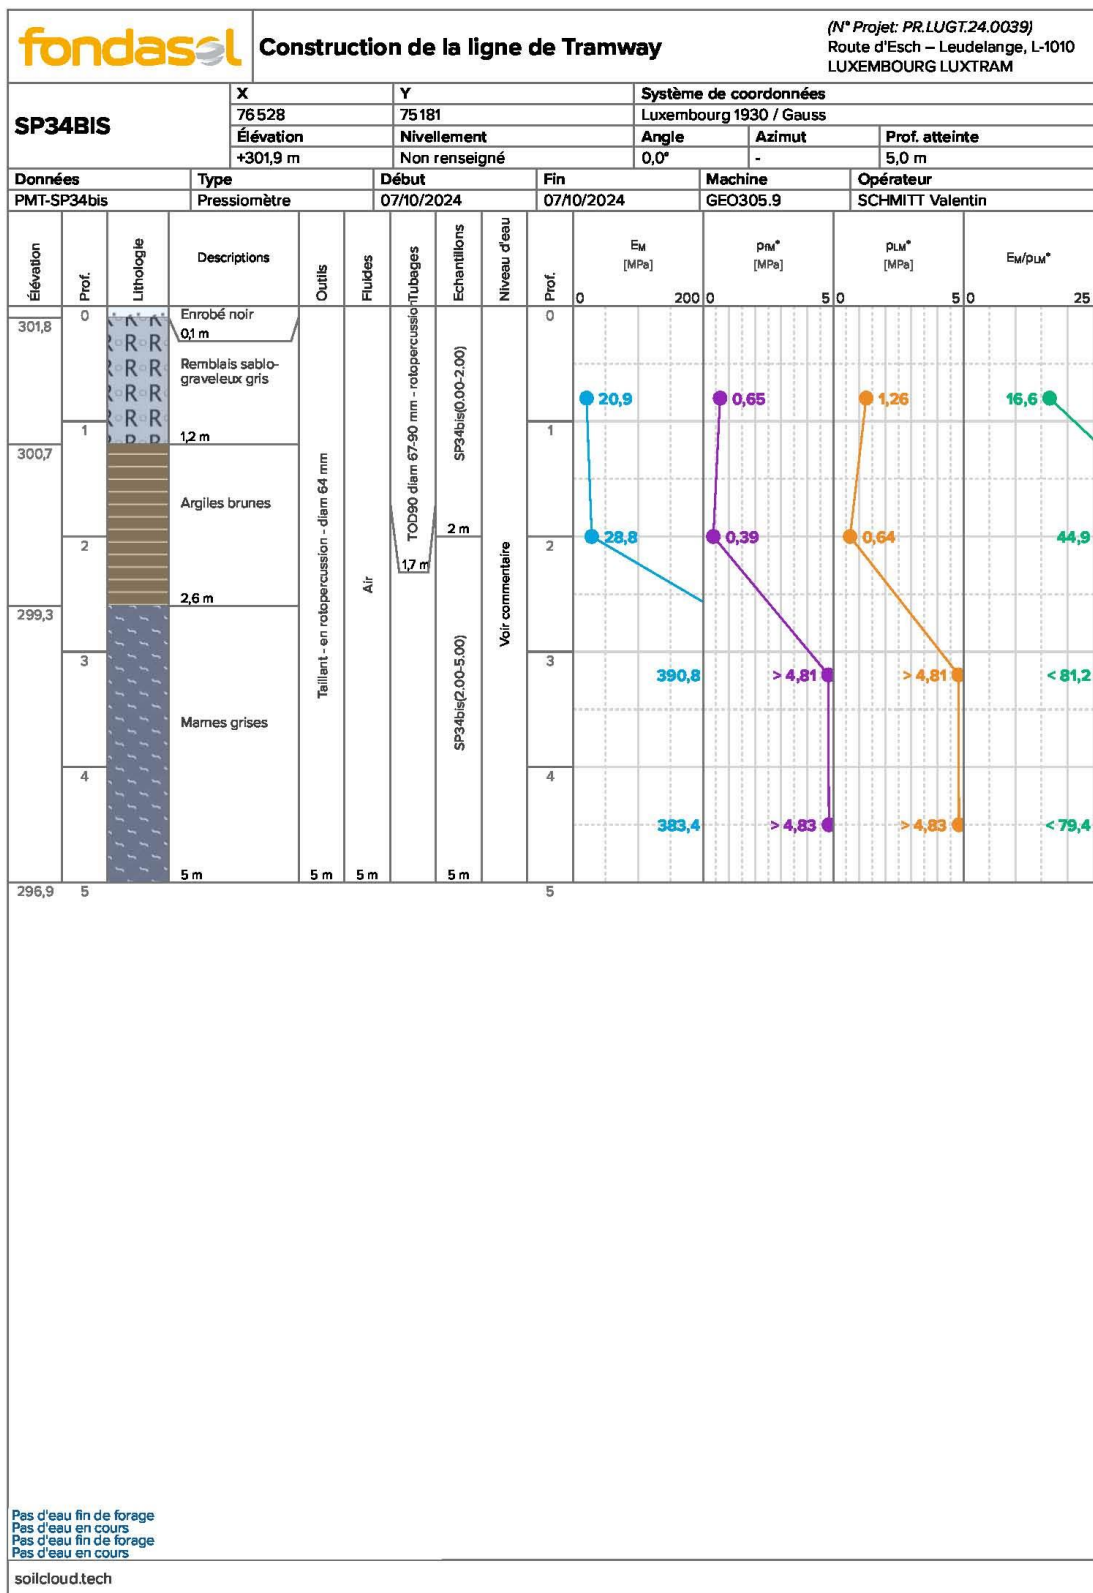 fondasol
Construction de la ligne de Tramway
(N° Projet: PR.LUGT.24.0039)
Route d'Esch – Leudelange, L-1010
LUXEMBOURG LUXTRAM
SP34BIS
X Y Système de coordonnées
76 528 75 181 Luxembourg 1930 / Gauss
Élévation Nivellement Angle Azimut Prof. atteinte
+301,9 m Non renseigné 0,0° - 5,0 m
Données Type Début Fin Machine Opérateur
PMT-SP34bis Pressiomètre 07/10/2024 07/10/2024 GEO305.9 SCHMITT Valentin
Élévation
Prof.
Lithologie
Descriptions
Outils
Fluides
Tubages
Echantillons
Niveau d'eau
Prof.
EM
[MPa]
0 200
pfM*
[MPa]
0 5
pLM*
[MPa]
0 5
EM/pLM*
0 25
301,8
300,7
299,3
296,9
0
1
2
3
4
5
R R
R R
R R
R R
R R
R R
Enrobé noir
0,1 m
Remblais sablo-
graveleux gris
1,2 m
Argiles brunes
2,6 m
Marnes grises
5 m
Taillant - en rotopercussion - diam 64 mm
5 m
Air
5 m
TOD90 diam 67-90 mm - rotopercussion
1,7 m
SP34bis(0.00-2.00)
2 m
SP34bis(2.00-5.00)
5 m
Voir commentaire
0
1
2
3
4
5
20,9 0,65 1,26 16,6
28,8 0,39 0,64 44,9
390,8 > 4,81 > 4,81 < 81,2
383,4 > 4,83 > 4,83 < 79,4
Pas d'eau fin de forage
Pas d'eau en cours
Pas d'eau fin de forage
Pas d'eau en cours
soilcloud.tech